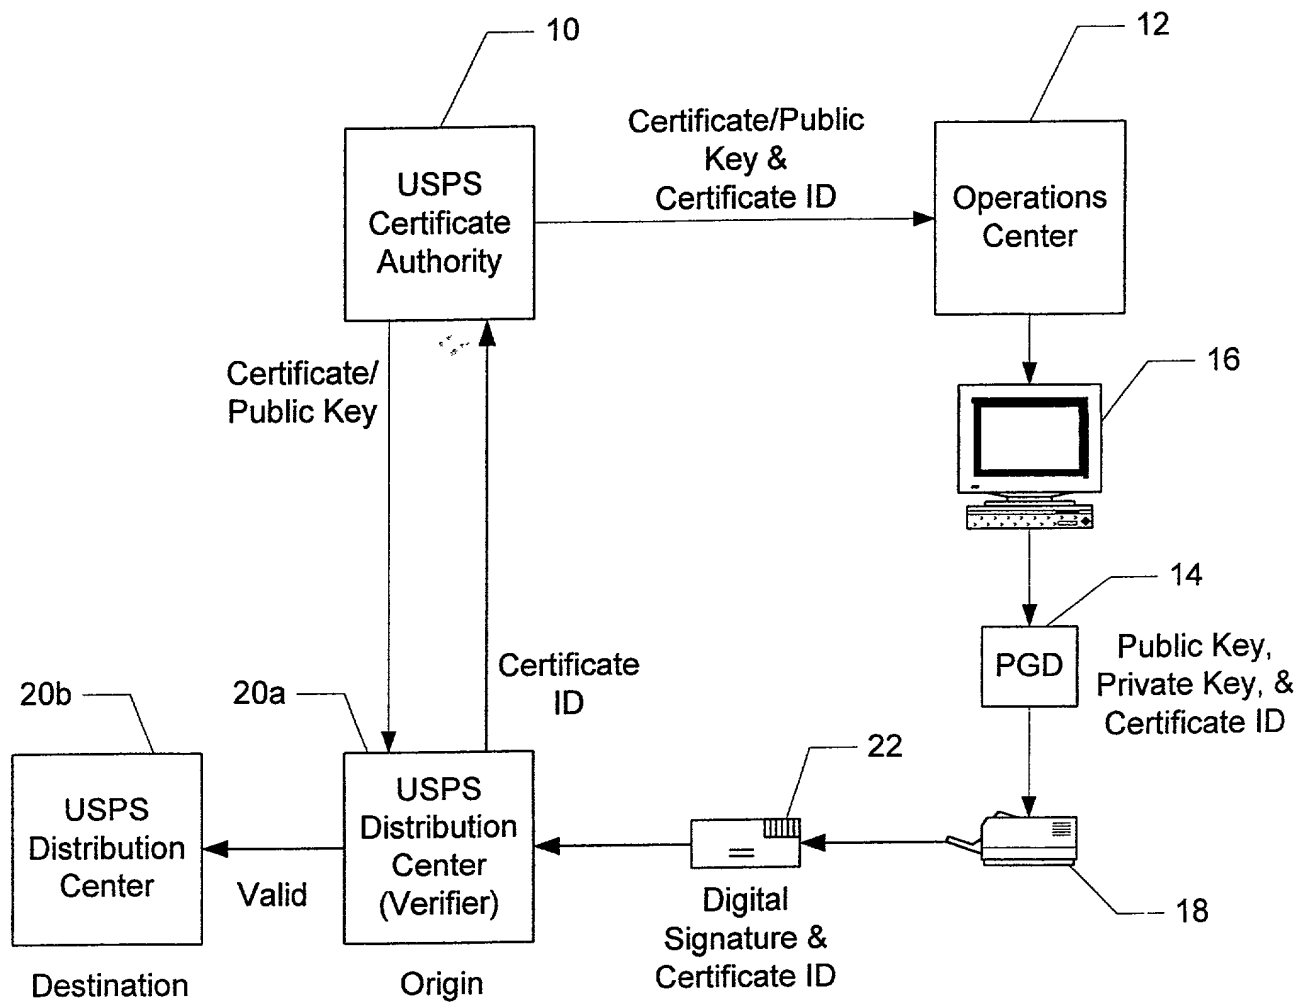 10
12
Certificate/Public
Key &
Certificate ID
USPS
Certificate
Authority
Operations
Center
16
Certificate/
Public Key
14
PGD
Public Key,
Private Key, &
Certificate ID
Certificate
ID
20b
20a
22
USPS
Distribution
Center
USPS
Distribution
Center
(Verifier)
Valid
18
Digital
Signature &
Certificate ID
Destination
Origin